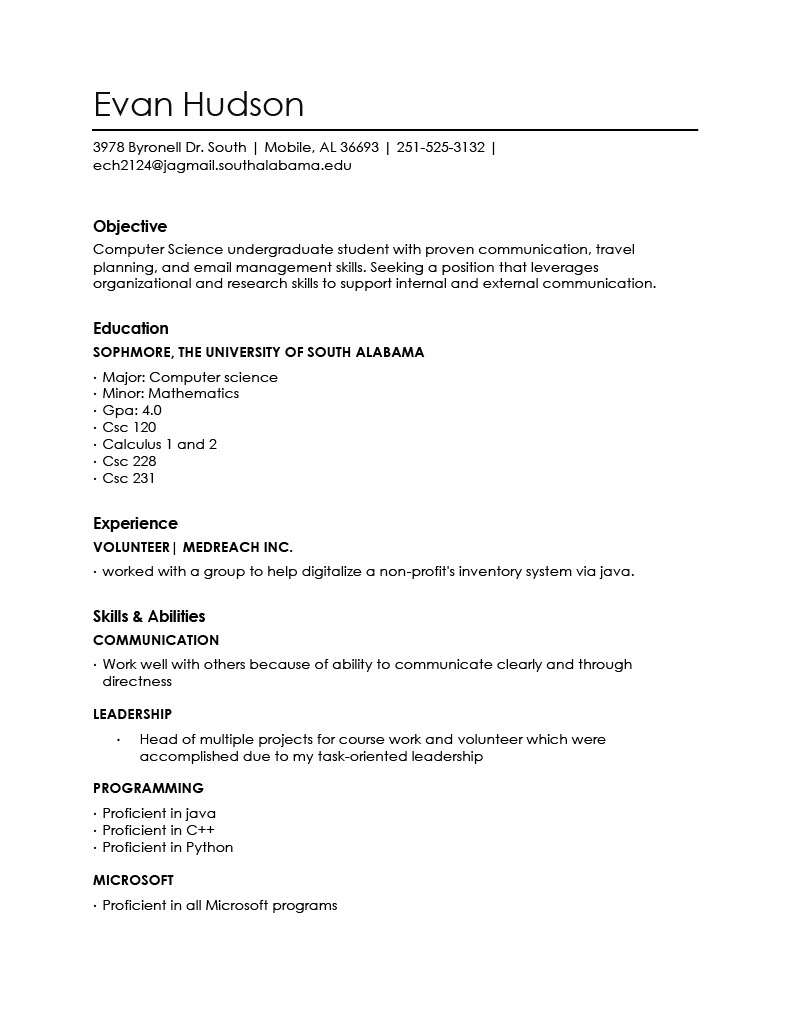 Evan Hudson
3978 Byronell Dr. South | Mobile, AL 36693 | 251-525-3132 |
ech2124@jagmail.southalabama.edu
Objective
Computer Science undergraduate student with proven communication, travel
planning, and email management skills. Seeking a position that leverages
organizational and research skills to support internal and external communication.
Education
SOPHMORE, THE UNIVERSITY OF SOUTH ALABAMA
· Major: Computer science
· Minor: Mathematics
· Gpa: 4.0
· Csc 120
· Calculus 1 and 2
· Csc 228
· Csc 231
Experience
VOLUNTEER| MEDREACH INC.
· worked with a group to help digitalize a non-profit's inventory system via java.
Skills & Abilities
COMMUNICATION
· Work well with others because of ability to communicate clearly and through
directness
LEADERSHIP
· Head of multiple projects for course work and volunteer which were
accomplished due to my task-oriented leadership
PROGRAMMING
· Proficient in java
· Proficient in C++
· Proficient in Python
MICROSOFT
· Proficient in all Microsoft programs